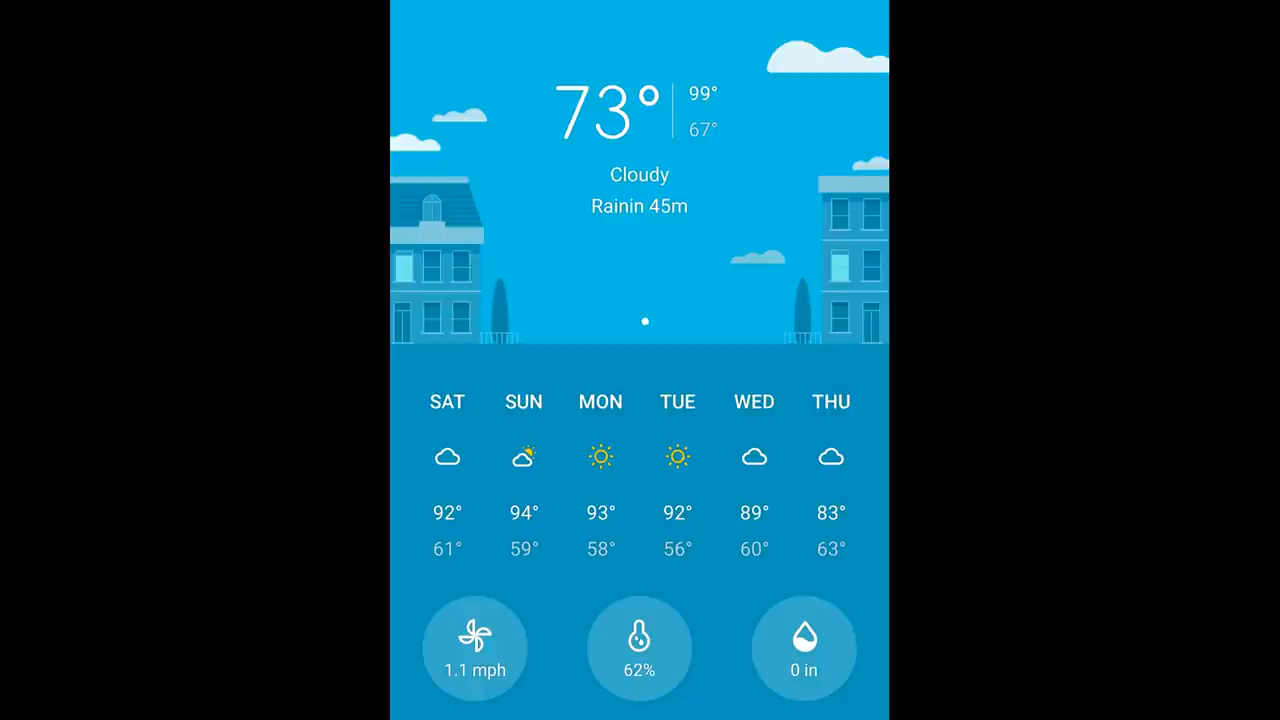 73° 99°
67°
Cloudy
Rainin 45m
SAT SUN MON TUE WED THU
92° 94° 93° 92° 89° 83°
61° 59° 58° 56° 60° 63°
1.1 mph 62% 0 in